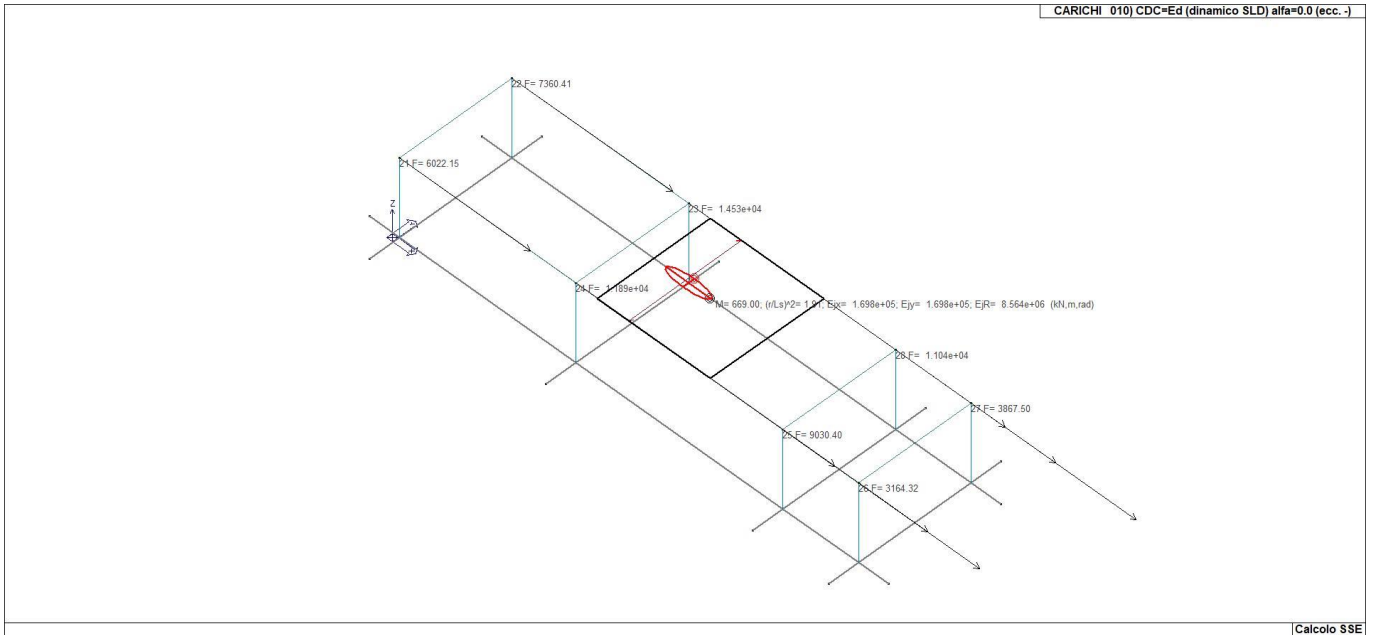 CARICHI 010) CDC=Ed (dinamico SLD) alfa=0.0 (ecc. -)
22 F= 7360.41
21 F= 6022.15
Z
23 F= 1.453e+04
24 F= 1.189e+04
M= 669.00; (r/Ls)^2= 1.91; Ejx= 1.698e+05; Ejy= 1.698e+05; EjR= 8.564e+06 (kN,m,rad)
28 F= 1.104e+04
27 F= 3867.50
25 F= 9030.40
26 F= 3164.32
Calcolo SSE